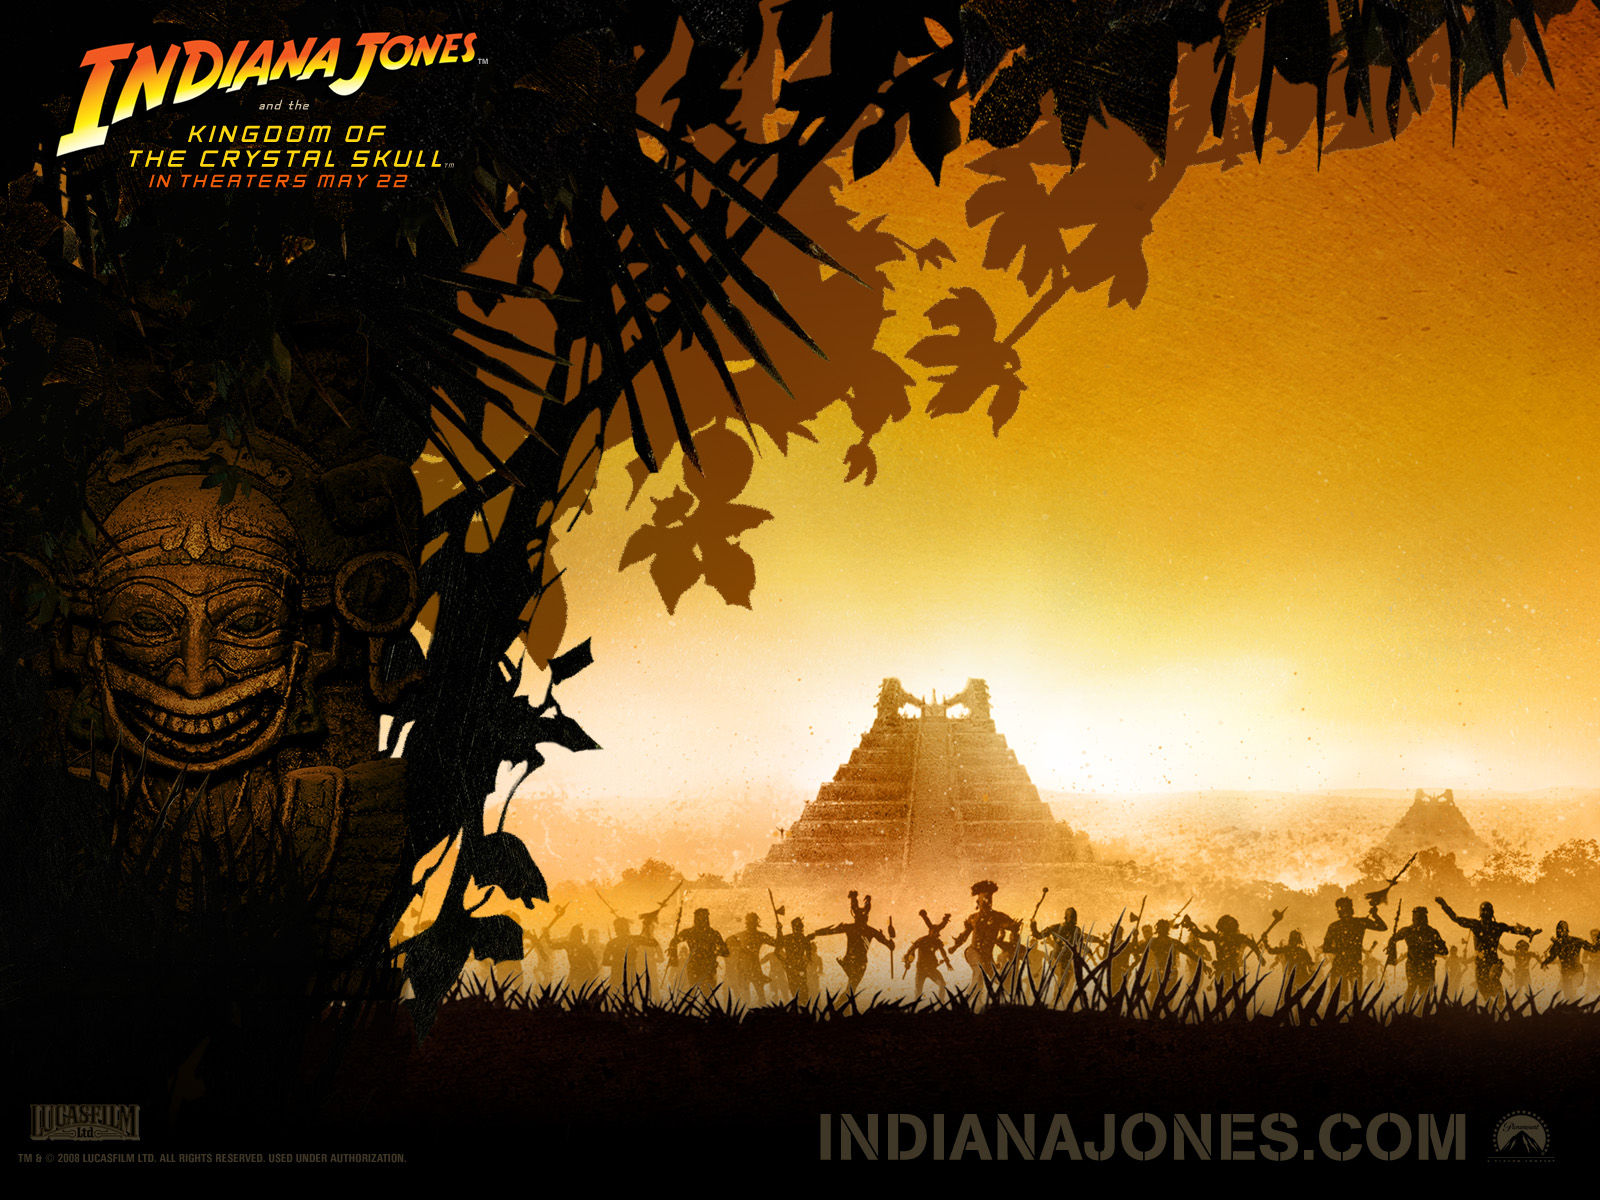 INDIANA JONES™
and the
KINGDOM OF
THE CRYSTAL SKULL™
IN THEATERS MAY 22
LUCASFILM
Ltd
TM & © 2008 LUCASFILM LTD. ALL RIGHTS RESERVED. USED UNDER AUTHORIZATION.
INDIANAJONES.COM
Paramount